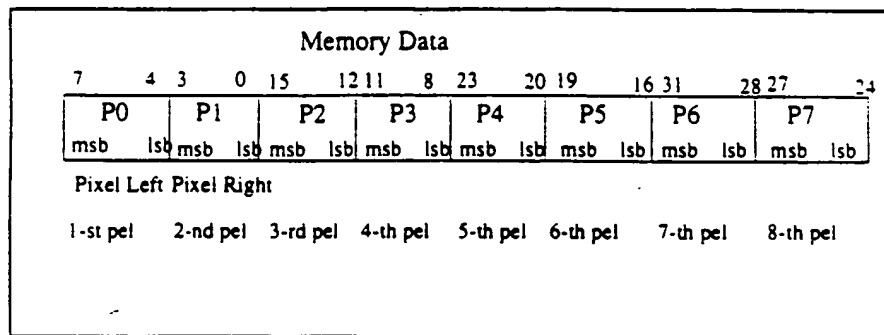 Memory Data
7 4 3 0 15 12 11 8 23 20 19 16 31 28 27 24
P0 P1 P2 P3 P4 P5 P6 P7
msb lsb msb lsb msb lsb msb lsb msb lsb msb lsb msb lsb msb lsb
Pixel Left Pixel Right
1-st pel 2-nd pel 3-rd pel 4-th pel 5-th pel 6-th pel 7-th pel 8-th pel